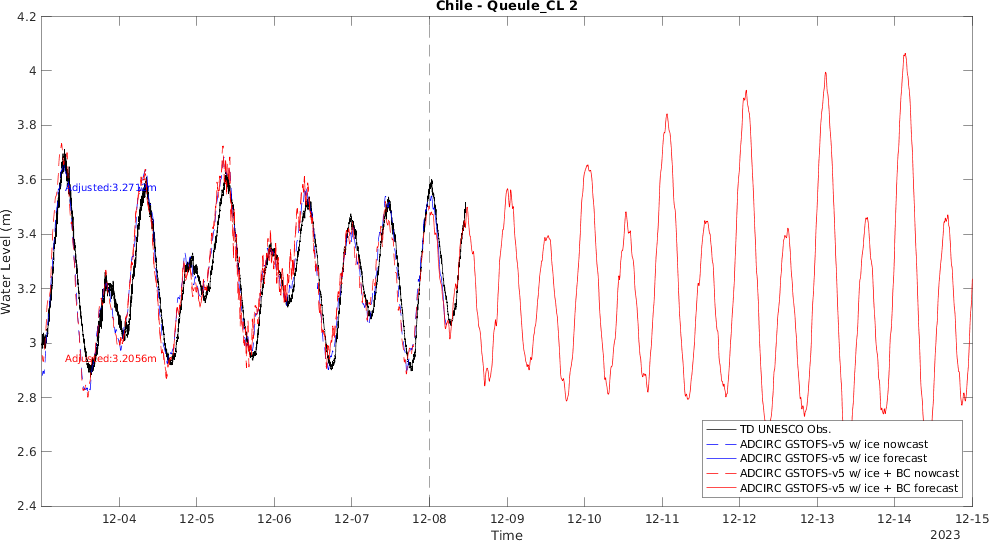 Chile - Queule_CL 2
4.2
4
3.8
3.6
3.4
3.2
3
2.8
2.6
2.4
Water Level (m)
Adjusted:3.2056m
TD UNESCO Obs.
ADCIRC GSTOFS-v5 w/ ice nowcast
ADCIRC GSTOFS-v5 w/ ice forecast
ADCIRC GSTOFS-v5 w/ ice + BC nowcast
ADCIRC GSTOFS-v5 w/ ice + BC forecast
12-04 12-05 12-06 12-07 12-08 12-09 12-10 12-11 12-12 12-13 12-14 12-15
Time
2023